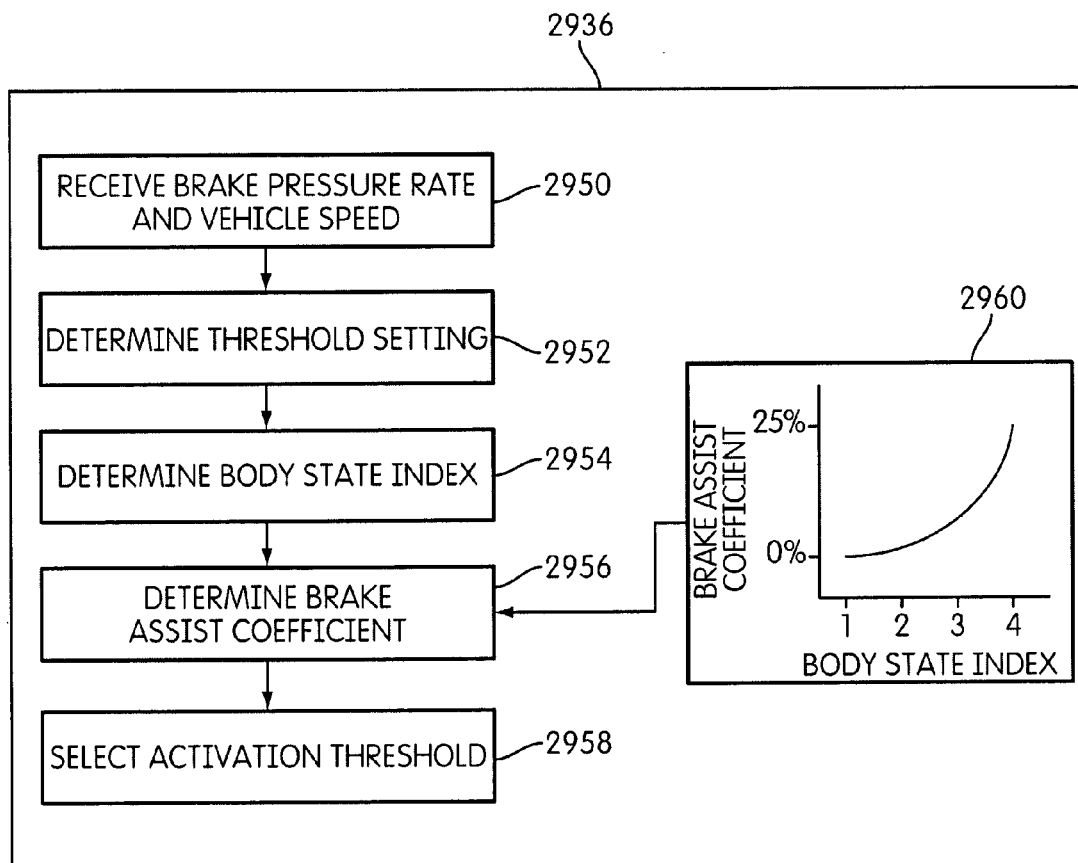 2936
RECEIVE BRAKE PRESSURE RATE
AND VEHICLE SPEED
2950
DETERMINE THRESHOLD SETTING
2952
DETERMINE BODY STATE INDEX
2954
DETERMINE BRAKE
ASSIST COEFFICIENT
2956
SELECT ACTIVATION THRESHOLD
2958
2960
BRAKE ASSIST
COEFFICIENT
25%
0%
1 2 3 4
BODY STATE INDEX